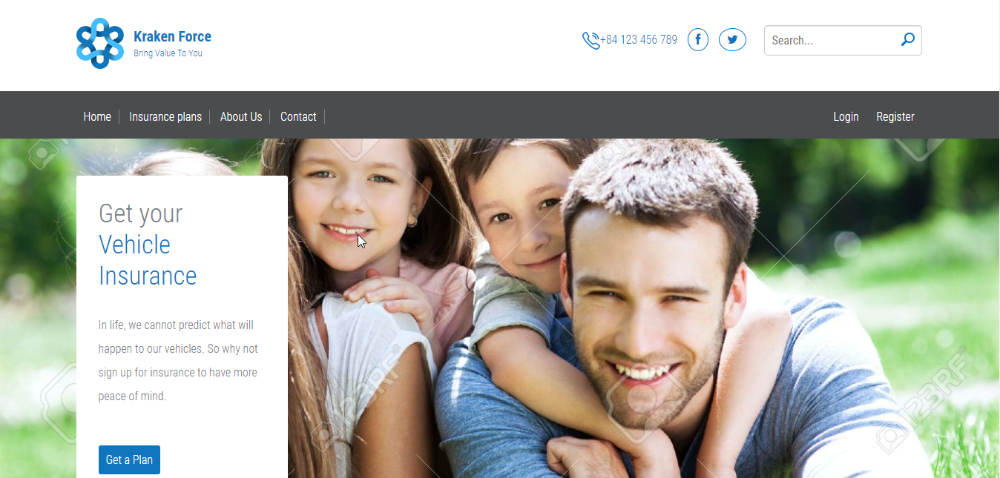 Kraken Force
Bring Value To You
+84 123 456 789
Search...
Home
Insurance plans
About Us
Contact
Login
Register
Get your
Vehicle
Insurance
In life, we cannot predict what will
happen to our vehicles. So why not
sign up for insurance to have more
peace of mind.
Get a Plan
123RF
123RF